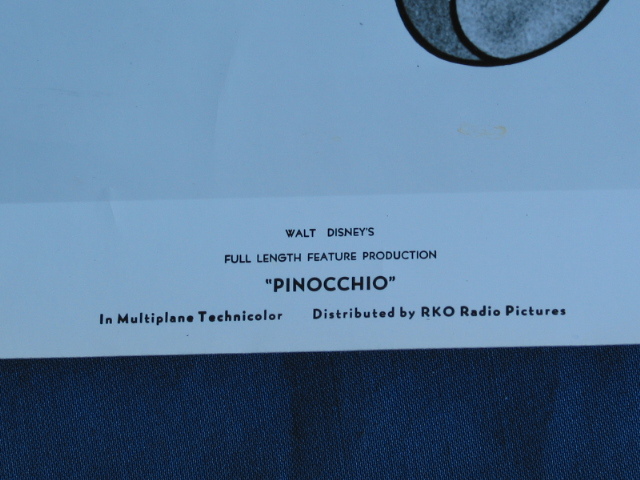 WALT DISNEY'S
FULL LENGTH FEATURE PRODUCTION
"PINOCCHIO"
In Multiplane Technicolor Distributed by RKO Radio Pictures